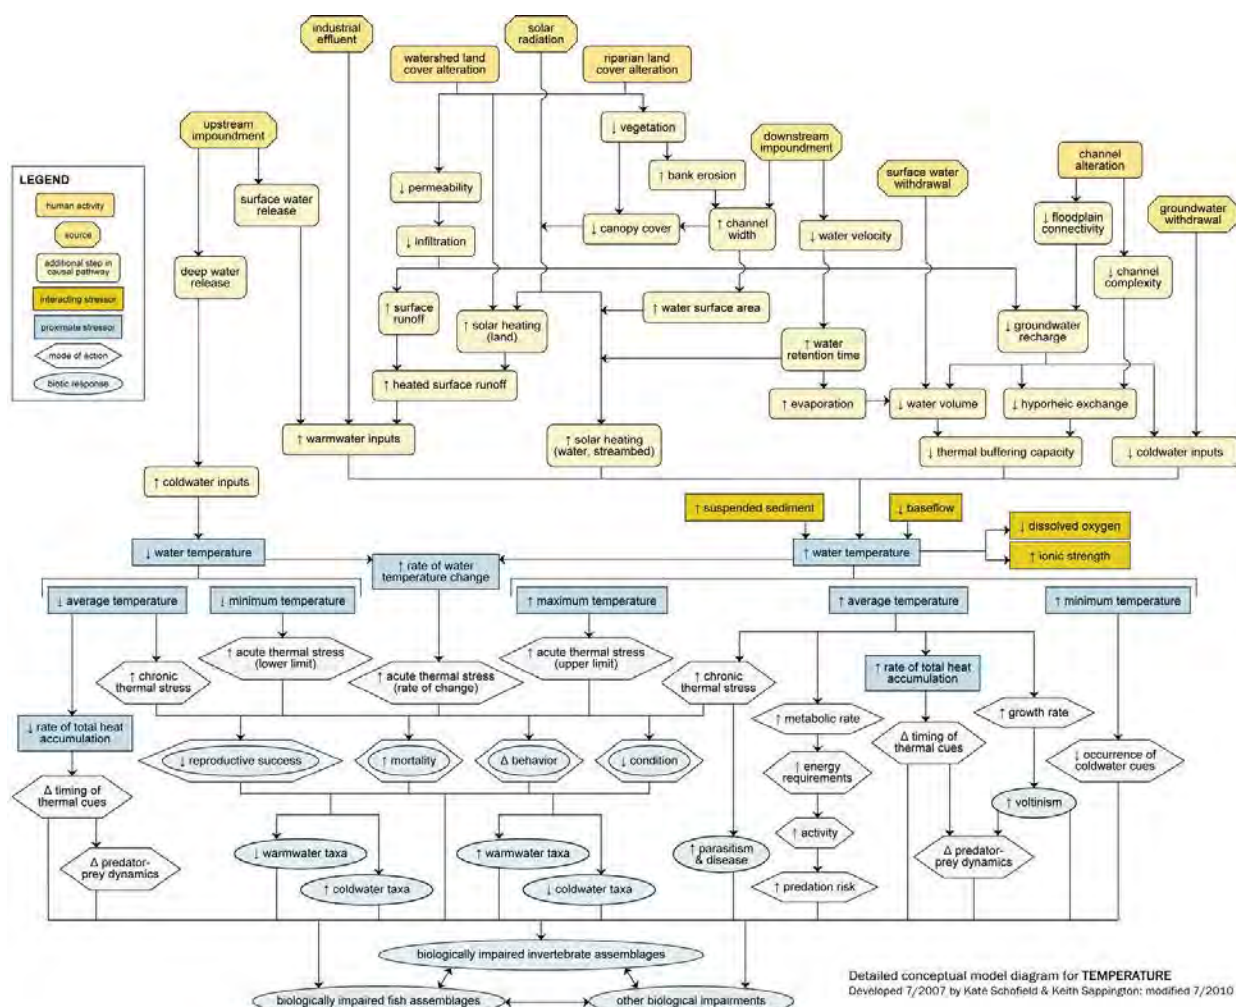 industrial
effluent
solar
radiation
watershed land
cover alteration
riparian land
cover alteration
upstream
impoundment
↓ vegetation
downstream
impoundment
channel
alteration
LEGEND
human activity
source
additional step in
causal pathway
interacting stressor
proximate stressor
mode of action
biotic response
surface water
release
↓ permeability
↑ bank erosion
surface water
withdrawal
groundwater
withdrawal
↓ infiltration
↓ canopy cover
↑ channel
width
↓ water velocity
↓ floodplain
connectivity
deep water
release
↓ channel
complexity
↑ surface
runoff
↑ solar heating
(land)
↑ water surface area
↓ groundwater
recharge
↑ water
retention time
↑ heated surface runoff
↑ evaporation
↓ water volume
↓ hyporheic exchange
↑ warmwater inputs
↑ solar heating
(water, streambed)
↓ thermal buffering capacity
↓ coldwater inputs
↑ coldwater inputs
↑ suspended sediment
↓ baseflow
↓ dissolved oxygen
↓ water temperature
↑ rate of water
temperature change
↑ water temperature
↑ ionic strength
↓ average temperature
↓ minimum temperature
↑ maximum temperature
↑ average temperature
↑ minimum temperature
↑ chronic
thermal stress
↑ acute thermal stress
(lower limit)
↑ acute thermal stress
(rate of change)
↑ acute thermal stress
(upper limit)
↑ chronic
thermal stress
↑ rate of total heat
accumulation
↓ rate of total heat
accumulation
↑ metabolic rate
Δ timing of
thermal cues
↑ growth rate
↓ reproductive success
↑ mortality
Δ behavior
↓ condition
↑ energy
requirements
↓ occurrence of
coldwater cues
Δ timing of
thermal cues
↑ voltinism
Δ predator-
prey dynamics
↓ warmwater taxa
↑ coldwater taxa
↑ warmwater taxa
↓ coldwater taxa
↑ parasitism
& disease
↑ activity
↑ predation risk
Δ predator-
prey dynamics
biologically impaired invertebrate assemblages
biologically impaired fish assemblages
other biological impairments
Detailed conceptual model diagram for TEMPERATURE
Developed 7/2007 by Kate Schofield & Keith Sappington; modified 7/2010